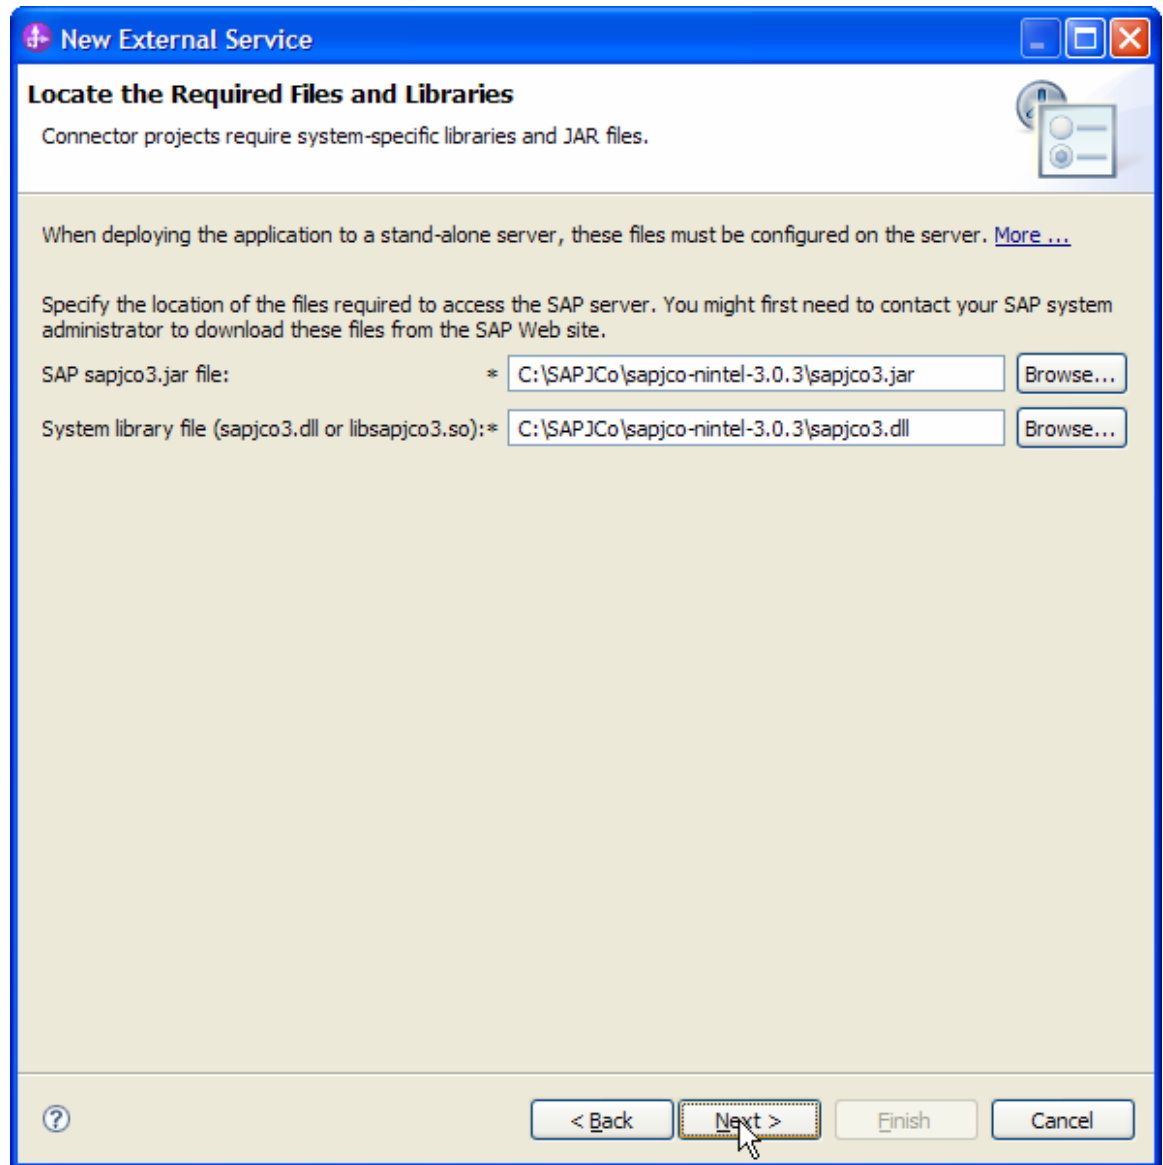 New External Service
Locate the Required Files and Libraries
Connector projects require system-specific libraries and JAR files.
When deploying the application to a stand-alone server, these files must be configured on the server. More ...
Specify the location of the files required to access the SAP server. You might first need to contact your SAP system
administrator to download these files from the SAP Web site.
SAP sapjco3.jar file: * C:\SAPJCo\sapjco-nintel-3.0.3\sapjco3.jar Browse...
System library file (sapjco3.dll or libsapjco3.so):* C:\SAPJCo\sapjco-nintel-3.0.3\sapjco3.dll Browse...
? < Back Next > Finish Cancel